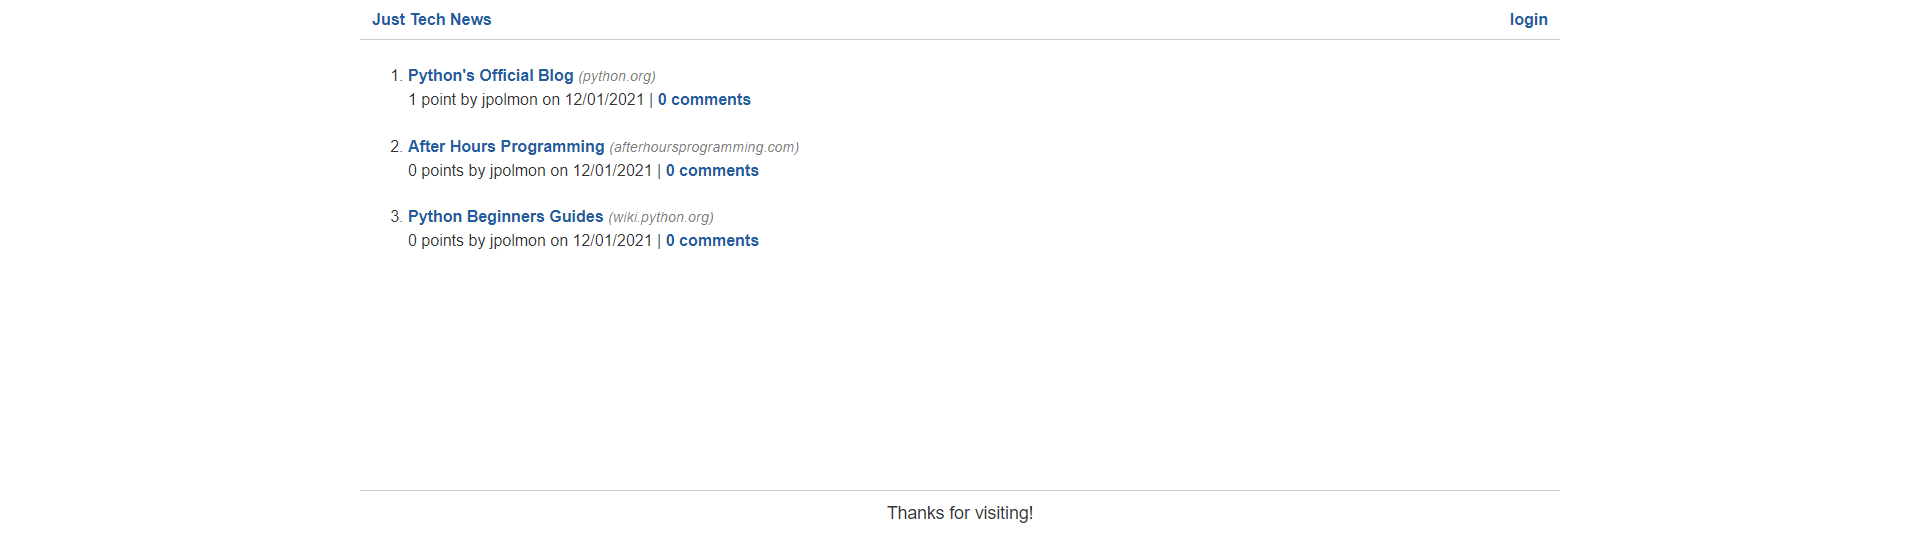 Just Tech News login
1. Python's Official Blog (python.org)
1 point by jpolmon on 12/01/2021 | 0 comments
2. After Hours Programming (afterhoursprogramming.com)
0 points by jpolmon on 12/01/2021 | 0 comments
3. Python Beginners Guides (wiki.python.org)
0 points by jpolmon on 12/01/2021 | 0 comments
Thanks for visiting!